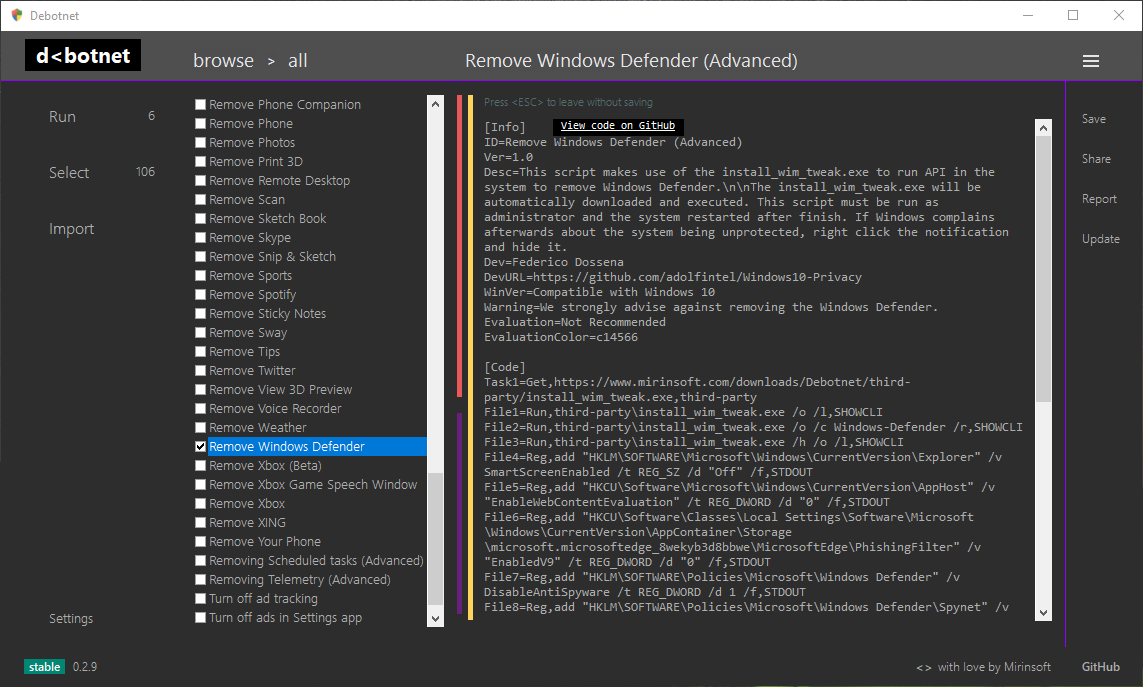 Debotnet
d<botnet
browse > all
Remove Windows Defender (Advanced)
Run 6
Select 106
Import
Settings
Remove Phone Companion
Remove Phone
Remove Photos
Remove Print 3D
Remove Remote Desktop
Remove Scan
Remove Sketch Book
Remove Skype
Remove Snip & Sketch
Remove Sports
Remove Spotify
Remove Sticky Notes
Remove Sway
Remove Tips
Remove Twitter
Remove View 3D Preview
Remove Voice Recorder
Remove Weather
Remove Windows Defender
Remove Xbox (Beta)
Remove Xbox Game Speech Window
Remove Xbox
Remove XING
Remove Your Phone
Removing Scheduled tasks (Advanced)
Removing Telemetry (Advanced)
Turn off ad tracking
Turn off ads in Settings app
Press <ESC> to leave without saving
[Info] View code on GitHub
ID=Remove Windows Defender (Advanced)
Ver=1.0
Desc=This script makes use of the install_wim_tweak.exe to run API in the
system to remove Windows Defender.\n\nThe install_wim_tweak.exe will be
automatically downloaded and executed. This script must be run as
administrator and the system restarted after finish. If Windows complains
afterwards about the system being unprotected, right click the notification
and hide it.
Dev=Federico Dossena
DevURL=https://github.com/adolfintel/Windows10-Privacy
WinVer=Compatible with Windows 10
Warning=We strongly advise against removing the Windows Defender.
Evaluation=Not Recommended
EvaluationColor=c14566
[Code]
Task1=Get,https://www.mirinsoft.com/downloads/Debotnet/third-
party/install_wim_tweak.exe,third-party
File1=Run,third-party\install_wim_tweak.exe /o /l,SHOWCLI
File2=Run,third-party\install_wim_tweak.exe /o /c Windows-Defender /r,SHOWCLI
File3=Run,third-party\install_wim_tweak.exe /h /o /l,SHOWCLI
File4=Reg,add "HKLM\SOFTWARE\Microsoft\Windows\CurrentVersion\Explorer" /v
SmartScreenEnabled /t REG_SZ /d "Off" /f,STDOUT
File5=Reg,add "HKCU\Software\Microsoft\Windows\CurrentVersion\AppHost" /v
"EnableWebContentEvaluation" /t REG_DWORD /d "0" /f,STDOUT
File6=Reg,add "HKCU\Software\Classes\Local Settings\Software\Microsoft
\Windows\CurrentVersion\AppContainer\Storage
\microsoft.microsoftedge_8wekyb3d8bbwe\MicrosoftEdge\PhishingFilter" /v
"EnabledV9" /t REG_DWORD /d "0" /f,STDOUT
File7=Reg,add "HKLM\SOFTWARE\Policies\Microsoft\Windows Defender" /v
DisableAntiSpyware /t REG_DWORD /d 1 /f,STDOUT
File8=Reg,add "HKLM\SOFTWARE\Policies\Microsoft\Windows Defender\Spynet" /v
Save
Share
Report
Update
stable 0.2.9
<> with love by Mirinsoft
GitHub